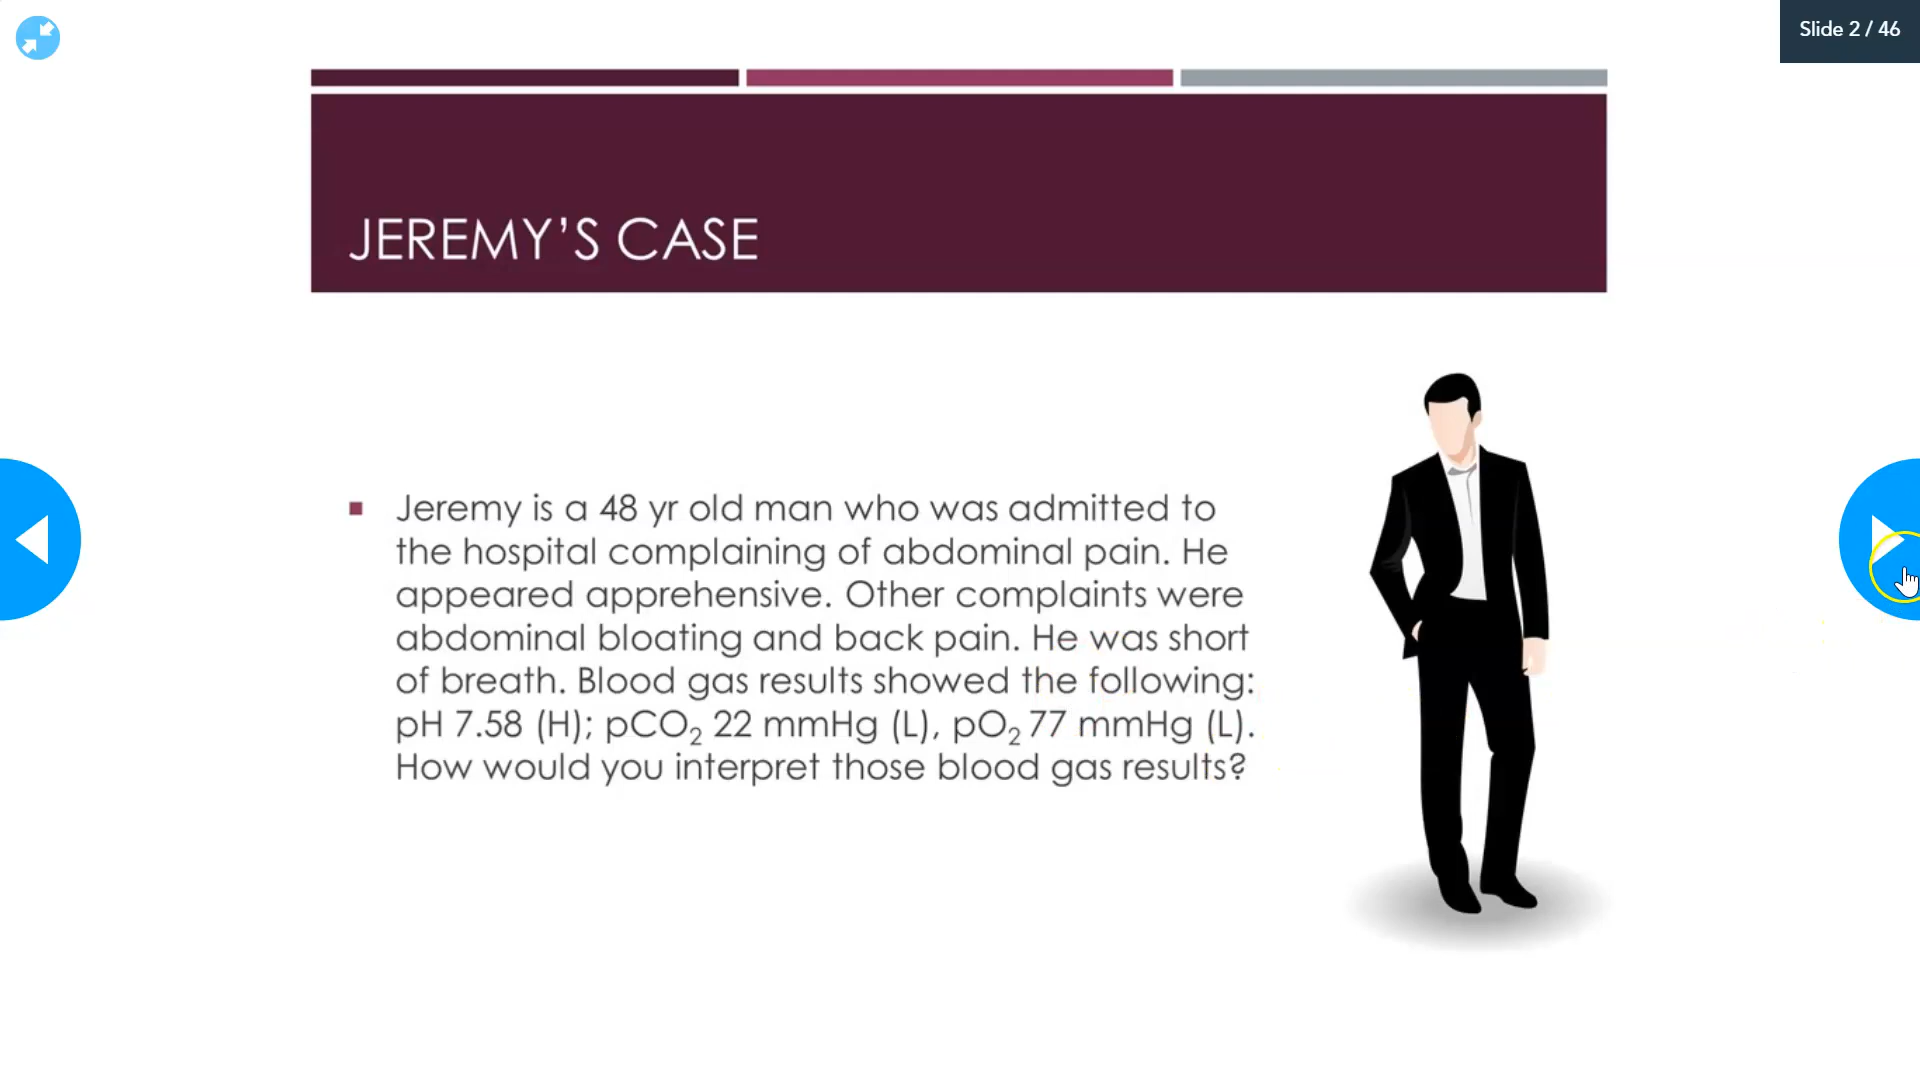 Slide 2 / 46
JEREMY’S CASE
Jeremy is a 48 yr old man who was admitted to
the hospital complaining of abdominal pain. He
appeared apprehensive. Other complaints were
abdominal bloating and back pain. He was short
of breath. Blood gas results showed the following:
pH 7.58 (H); pCO₂ 22 mmHg (L), pO₂ 77 mmHg (L).
How would you interpret those blood gas results?